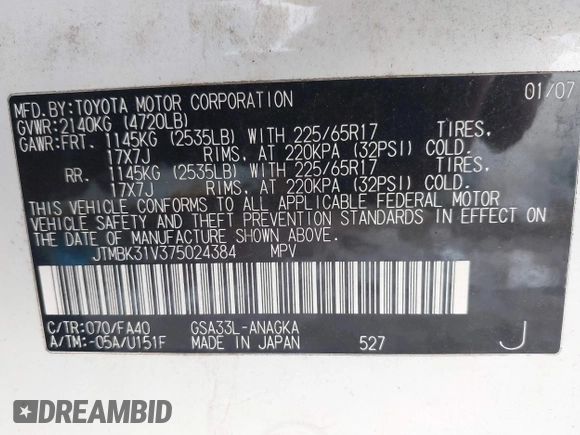 MFD. BY: TOYOTA MOTOR CORPORATION 01/07
GVWR: 2140KG (4720LB)
GAWR: FRT. 1145KG (2535LB) WITH 225/65R17 TIRES,
17X7J RIMS, AT 220KPA (32PSI) COLD.
RR. 1145KG (2535LB) WITH 225/65R17 TIRES,
17X7J RIMS, AT 220KPA (32PSI) COLD.
THIS VEHICLE CONFORMS TO ALL APPLICABLE FEDERAL MOTOR
VEHICLE SAFETY AND THEFT PREVENTION STANDARDS IN EFFECT ON
THE DATE OF MANUFACTURE SHOWN ABOVE.
JTMBK31V375024384 MPV
C/TR: 070/FA40 GSA33L-ANAGKA
A/TM: -05A/U151F MADE IN JAPAN 527 J
DREAMBID